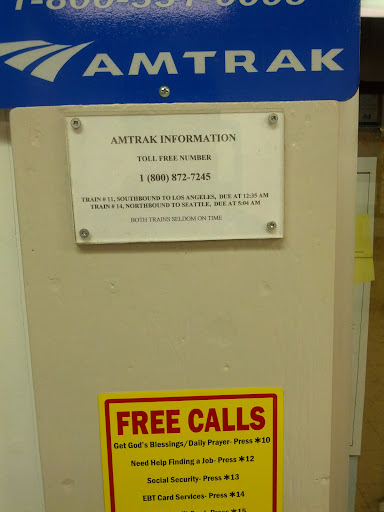 AMTRAK
AMTRAK INFORMATION
TOLL FREE NUMBER
1 (800) 872-7245
TRAIN # 11, SOUTHBOUND TO LOS ANGELES, DUE AT 12:35 AM
TRAIN # 14, NORTHBOUND TO SEATTLE, DUE AT 5:04 AM
BOTH TRAINS SELDOM ON TIME
FREE CALLS
Get God's Blessings/Daily Prayer- Press *10
Need Help Finding a Job- Press *12
Social Security- Press *13
EBT Card Services- Press *14